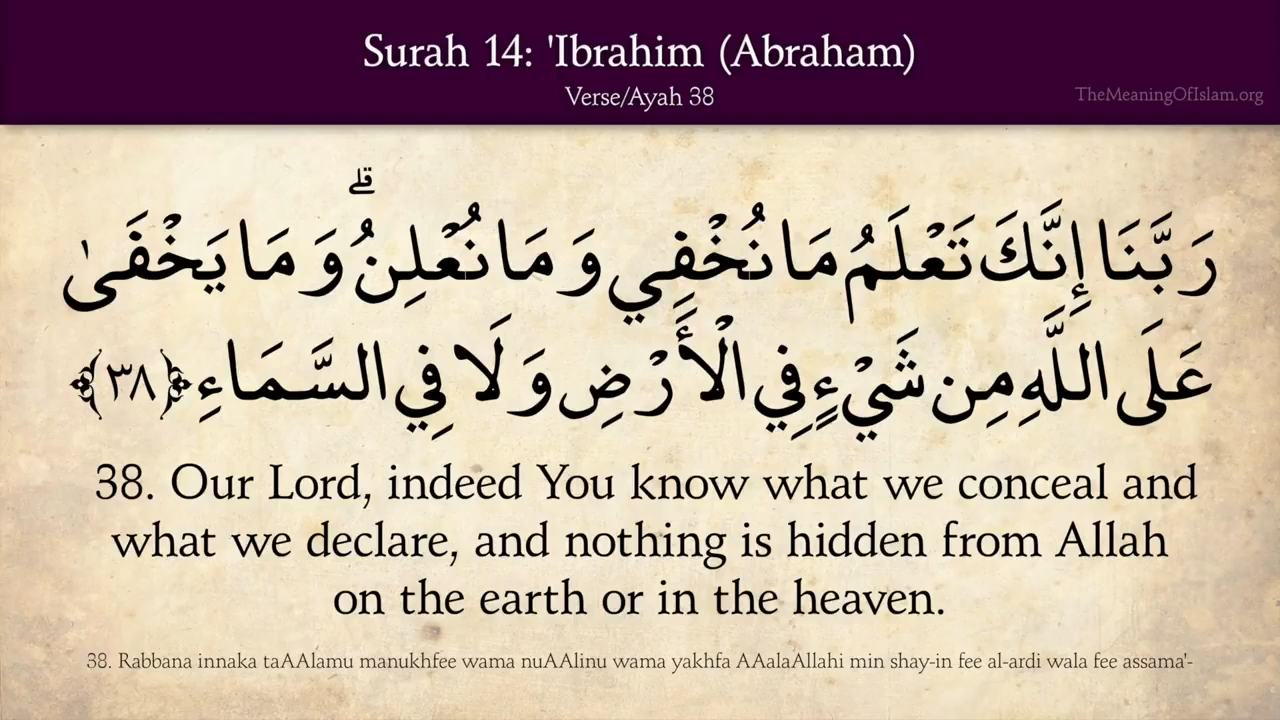 Surah 14: 'Ibrahim (Abraham)
Verse/Ayah 38
TheMeaningOfIslam.org
رَبَّنَا إِنَّكَ تَعْلَمُ مَا نُخْفِي وَمَا نُعْلِنُ ۗ وَمَا يَخْفَىٰ
عَلَى اللَّهِ مِن شَيْءٍ فِي الْأَرْضِ وَلَا فِي السَّمَاءِ ﴿٣٨﴾
38. Our Lord, indeed You know what we conceal and
what we declare, and nothing is hidden from Allah
on the earth or in the heaven.
38. Rabbana innaka taAAlamu manukhfee wama nuAAlinu wama yakhfa AAalaAllahi min shay-in fee al-ardi wala fee assama'-